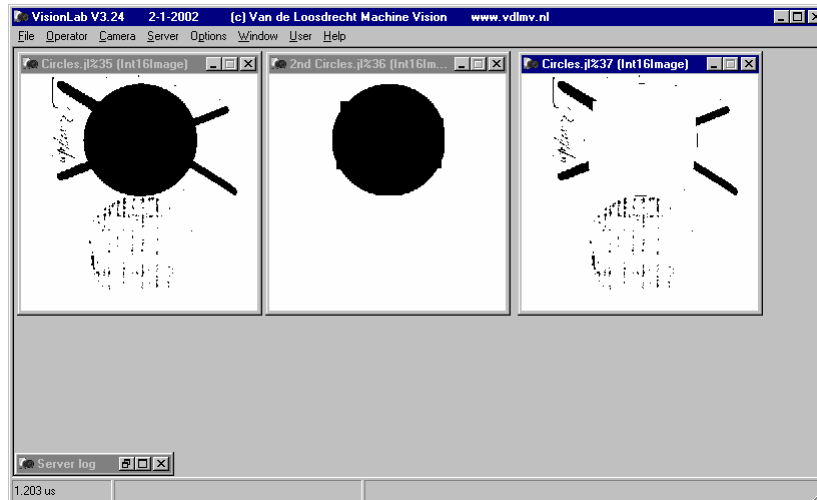 VisionLab V3.24 2-1-2002 (c) Van de Loosdrecht Machine Vision www.vdlmv.nl
File Operator Camera Server Options Window User Help
Circles.jl%35 (Int16Image)
2nd Circles.jl%36 (Int16Im...
Circles.jl%37 (Int16Image)
Server log
1.203 us